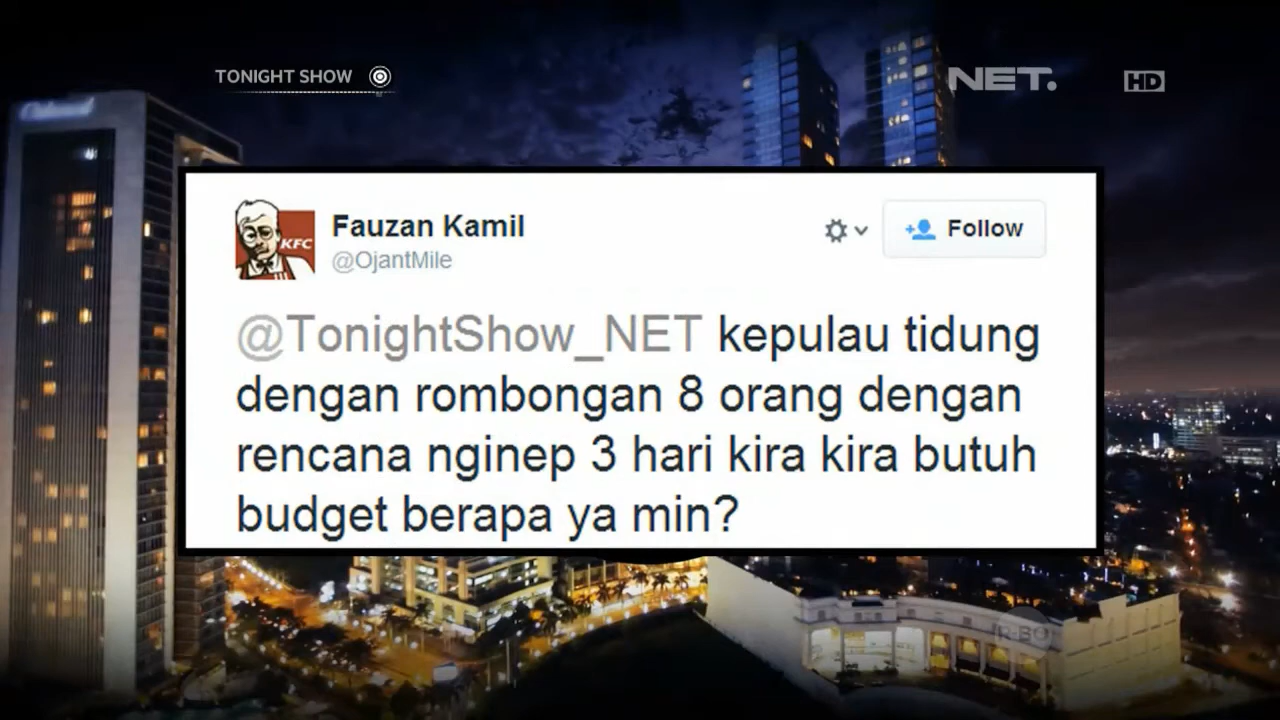 TONIGHT SHOW
NET.
HD
Fauzan Kamil
@OjantMile
KFC
Follow
@TonightShow_NET kepulau tidung
dengan rombongan 8 orang dengan
rencana nginep 3 hari kira kira butuh
budget berapa ya min?